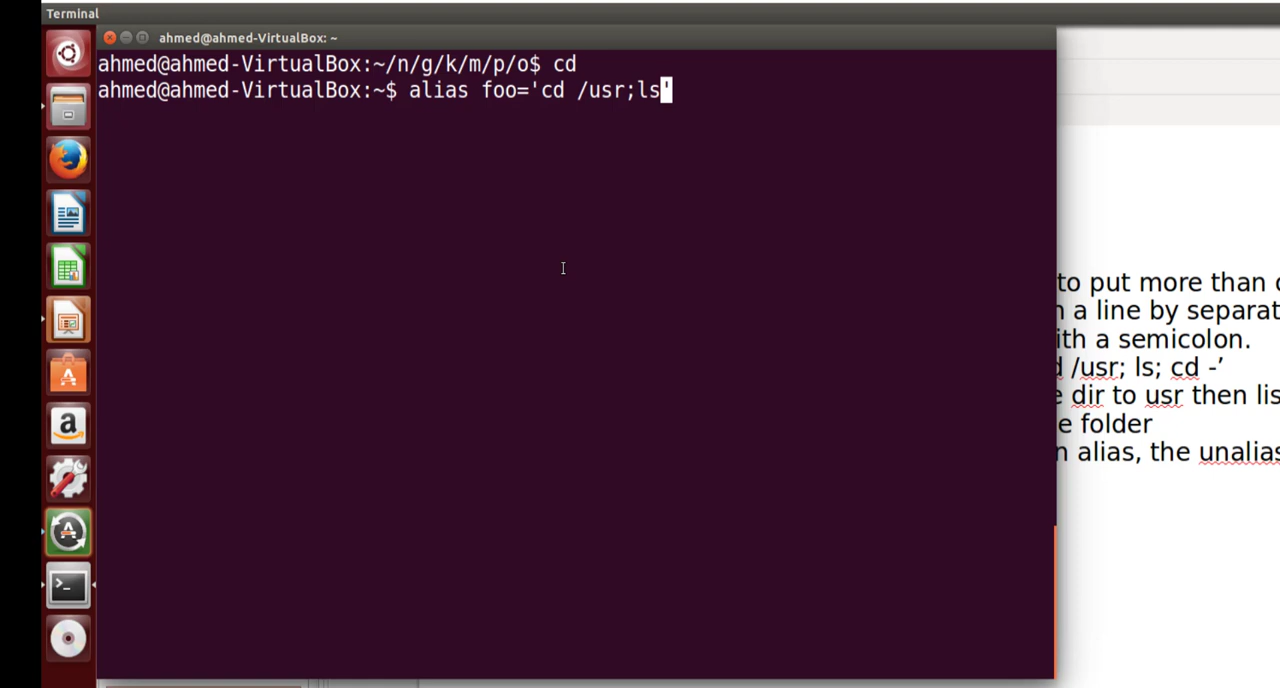 Terminal
ahmed@ahmed-VirtualBox: ~
ahmed@ahmed-VirtualBox:~/n/g/k/m/p/o$ cd
ahmed@ahmed-VirtualBox:~$ alias foo='cd /usr;ls'
to put more than
a line by separat
ith a semicolon.
/usr; ls; cd -’
dir to usr then lis
e folder
n alias, the unalias